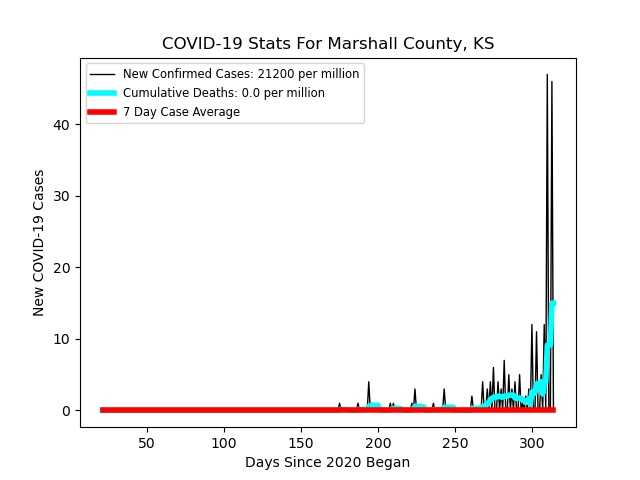 COVID-19 Stats For Marshall County, KS
New Confirmed Cases: 21200 per million
Cumulative Deaths: 0.0 per million
7 Day Case Average
New COVID-19 Cases
40
30
20
10
0
50 100 150 200 250 300
Days Since 2020 Began